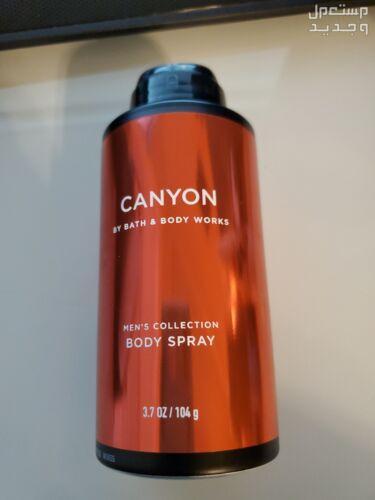 مستعمل
وجديد
CANYON
BY BATH & BODY WORKS
MEN'S COLLECTION
BODY SPRAY
3.7 OZ / 104 g